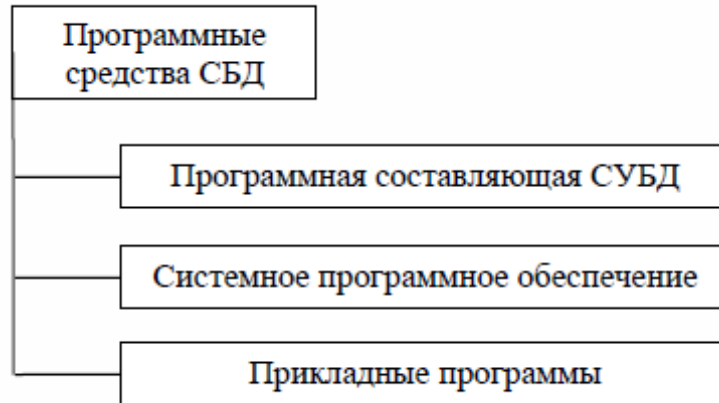 Программные
средства СБД
Программная составляющая СУБД
Системное программное обеспечение
Прикладные программы